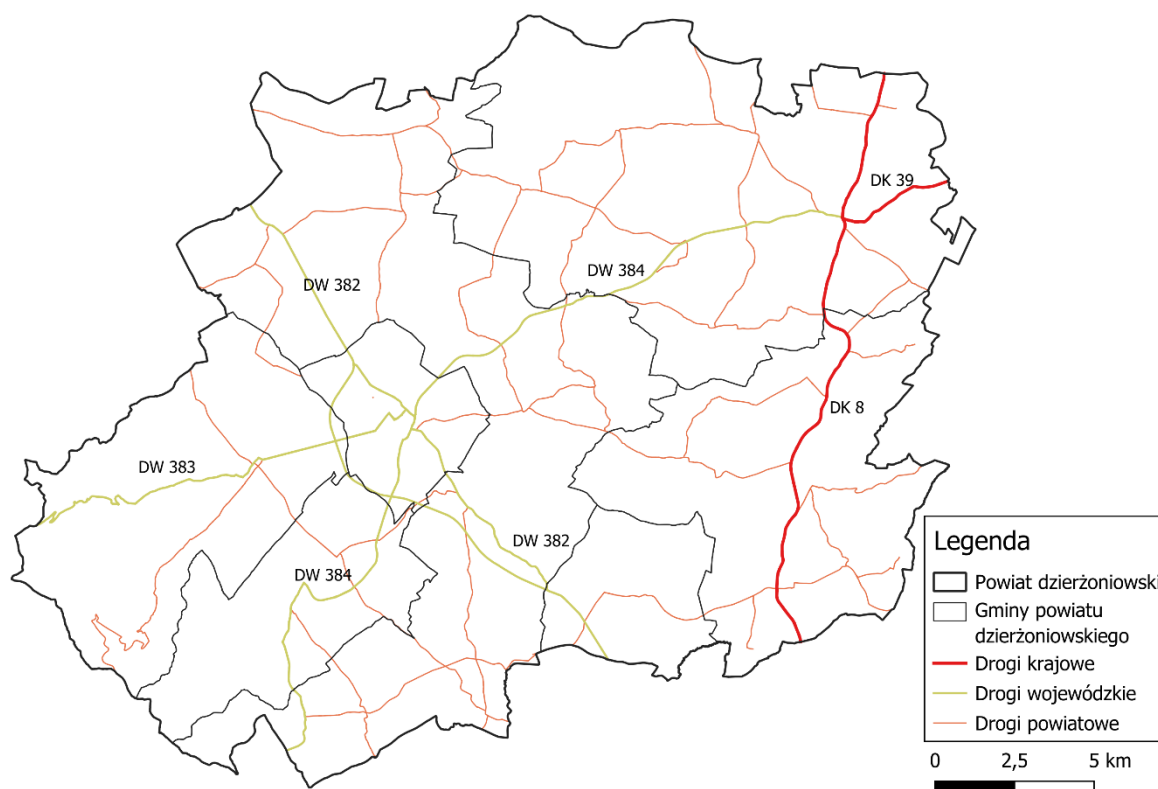 DK 39
DW 384
DW 382
DK 8
DW 383
DW 382
DW 384
Legenda
Powiat dzierżoniowski
Gminy powiatu
dzierżoniowskiego
Drogi krajowe
Drogi wojewódzkie
Drogi powiatowe
0 2,5 5 km